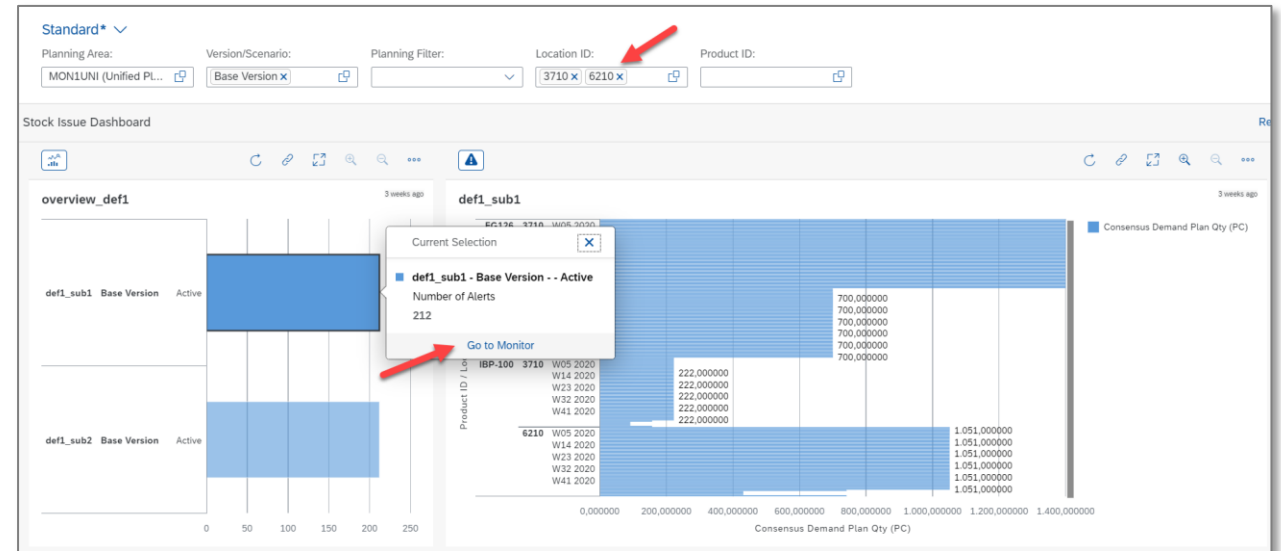 Standard*
Planning Area: Version/Scenario: Planning Filter: Location ID: Product ID:
MON1UNI (Unified Pl... Base Version 3710 6210
Stock Issue Dashboard Re
overview_def1 3 weeks ago
def1_sub1 Base Version Active
def1_sub2 Base Version Active
0 50 100 150 200 250
Current Selection
def1_sub1 - Base Version - - Active
Number of Alerts
212
Go to Monitor
def1_sub1 3 weeks ago
Consensus Demand Plan Qty (PC)
3710 W05 2020
700,000000
700,000000
700,000000
700,000000
700,000000
700,000000
IBP-100 3710 W05 2020
W14 2020 222,000000
W23 2020 222,000000
W32 2020 222,000000
W41 2020 222,000000
222,000000
6210 W05 2020 1.051,000000
W14 2020 1.051,000000
W23 2020 1.051,000000
W32 2020 1.051,000000
W41 2020 1.051,000000
1.051,000000
Product ID / Lo
0,000000 200,000000 400,000000 600,000000 800,000000 1.000,000000 1.200,000000 1.400,000000
Consensus Demand Plan Qty (PC)